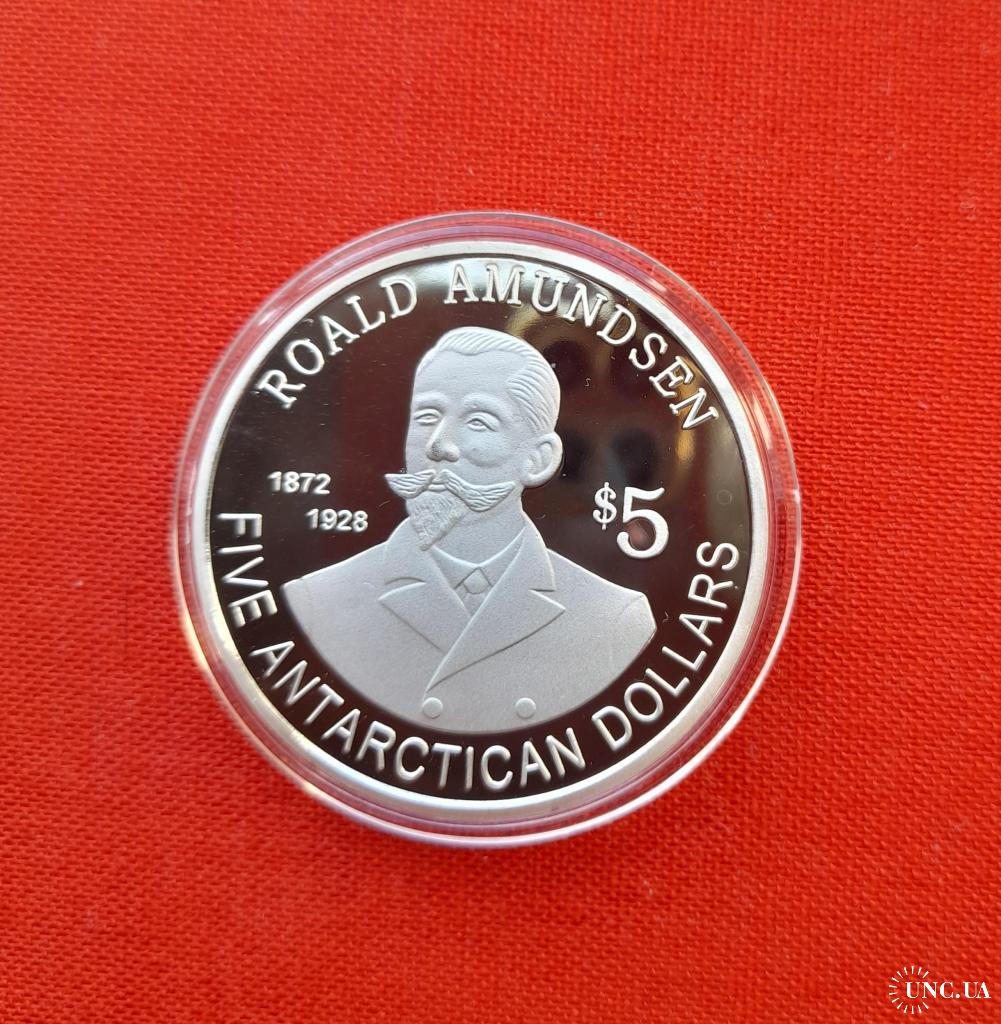 ROALD AMUNDSEN
1872
1928
$5
FIVE ANTARCTICAN DOLLARS
UNC.UA